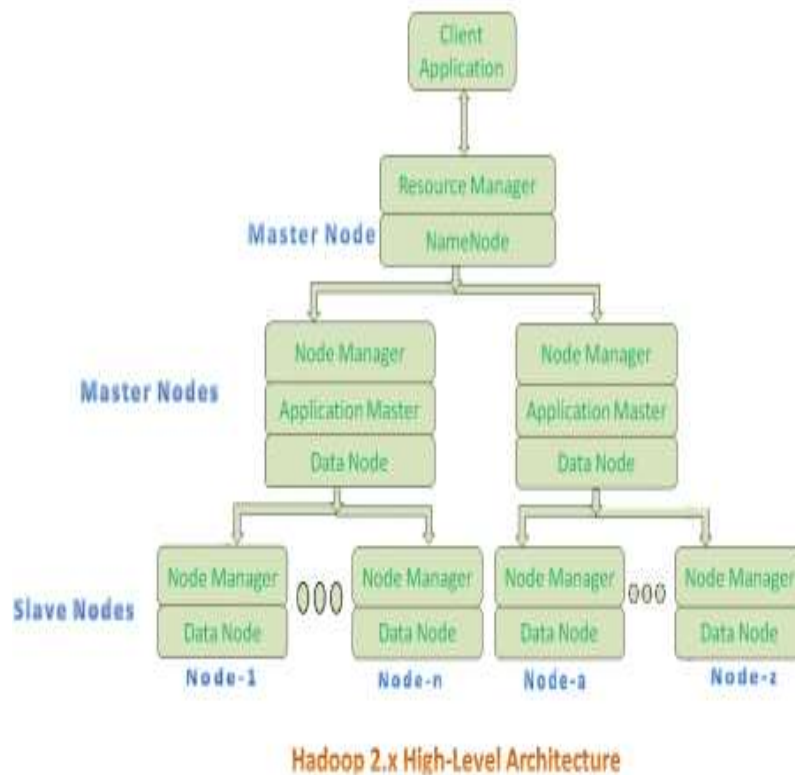 Client
Application
Resource Manager
Master Node
NameNode
Node Manager
Node Manager
Master Nodes
Application Master
Application Master
Data Node
Data Node
Node Manager
Node Manager
Node Manager
Node Manager
Slave Nodes
Data Node
Data Node
Data Node
Data Node
Node-1
Node-n
Node-a
Node-z
Hadoop 2.x High-Level Architecture